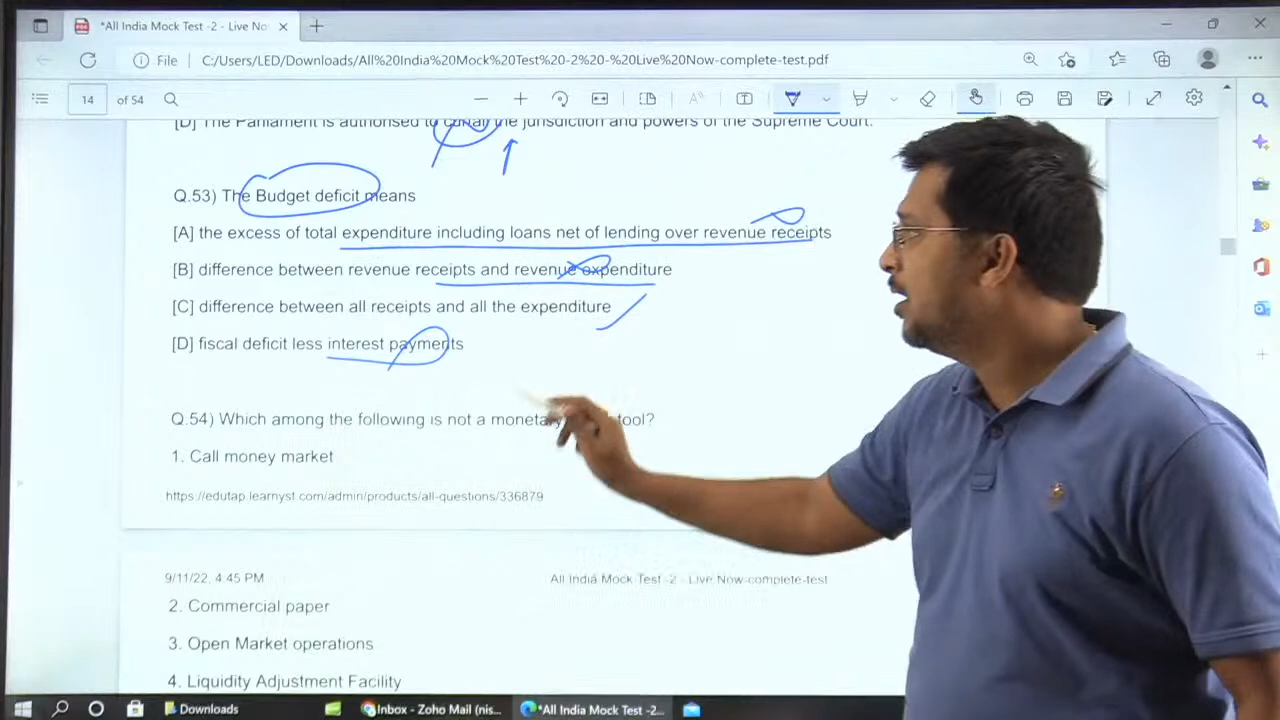 *All India Mock Test -2 - Live No
File C:/Users/LED/Downloads/All%20India%20Mock%20Test%20-2%20-%20Live%20Now-complete-test.pdf
14 of 54
[D] The Parliament is authorised to curtail the jurisdiction and powers of the Supreme Court.
Q.53) The Budget deficit means
[A] the excess of total expenditure including loans net of lending over revenue receipts
[B] difference between revenue receipts and revenue expenditure
[C] difference between all receipts and all the expenditure
[D] fiscal deficit less interest payments
Q.54) Which among the following is not a monetary tool?
1. Call money market
https://edutap.learnyst.com/admin/products/all-questions/336879
9/11/22, 4:45 PM All India Mock Test -2 - Live Now-complete-test
2. Commercial paper
3. Open Market operations
4. Liquidity Adjustment Facility
Downloads Inbox - Zoho Mail (nis... *All India Mock Test -2...